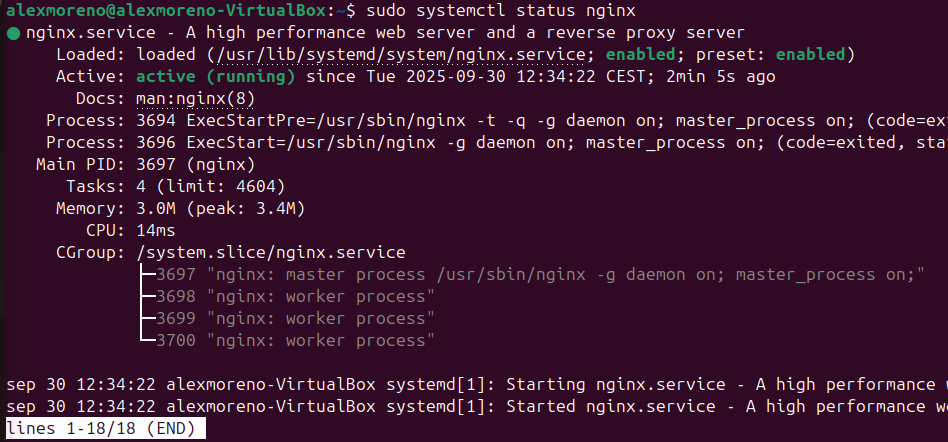 alexmoreno@alexmoreno-VirtualBox:~$ sudo systemctl status nginx
● nginx.service - A high performance web server and a reverse proxy server
     Loaded: loaded (/usr/lib/systemd/system/nginx.service; enabled; preset: enabled)
     Active: active (running) since Tue 2025-09-30 12:34:22 CEST; 2min 5s ago
       Docs: man:nginx(8)
    Process: 3694 ExecStartPre=/usr/sbin/nginx -t -q -g daemon on; master_process on; (code=exi
    Process: 3696 ExecStart=/usr/sbin/nginx -g daemon on; master_process on; (code=exited, sta
   Main PID: 3697 (nginx)
      Tasks: 4 (limit: 4604)
     Memory: 3.0M (peak: 3.4M)
        CPU: 14ms
     CGroup: /system.slice/nginx.service
             ├─3697 "nginx: master process /usr/sbin/nginx -g daemon on; master_process on;"
             ├─3698 "nginx: worker process"
             ├─3699 "nginx: worker process"
             └─3700 "nginx: worker process"
sep 30 12:34:22 alexmoreno-VirtualBox systemd[1]: Starting nginx.service - A high performance w
sep 30 12:34:22 alexmoreno-VirtualBox systemd[1]: Started nginx.service - A high performance we
lines 1-18/18 (END)